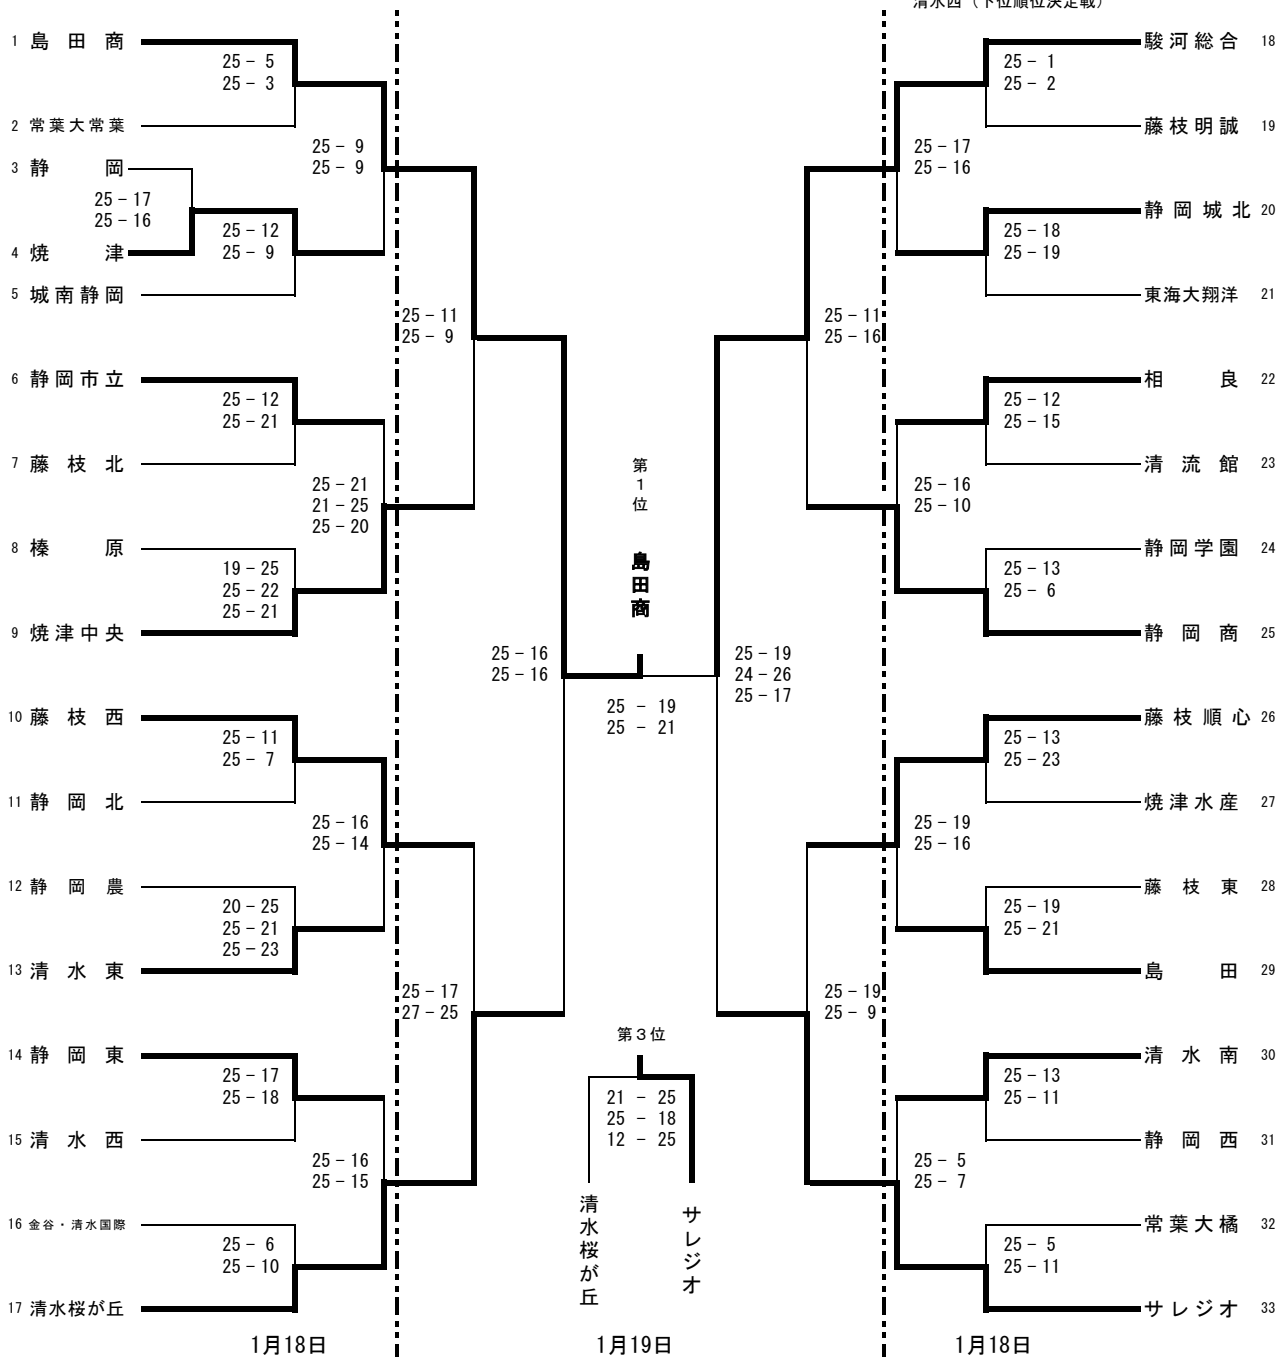 清水西（下位順位決定戦）
1 島田商
25 － 5
25 － 3
2 常葉大常葉
25 － 9
25 － 9
3 静岡
25 － 17
25 － 16
4 焼津
25 － 12
25 － 9
5 城南静岡
25 － 11
25 － 9
6 静岡市立
25 － 12
25 － 21
7 藤枝北
25 － 21
21 － 25
25 － 20
8 榛原
19 － 25
25 － 22
25 － 21
9 焼津中央
25 － 16
25 － 16
10 藤枝西
25 － 11
25 － 7
11 静岡北
25 － 16
25 － 14
12 静岡農
20 － 25
25 － 21
25 － 23
13 清水東
25 － 17
27 － 25
14 静岡東
25 － 17
25 － 18
15 清水西
25 － 16
25 － 15
16 金谷・清水国際
25 － 6
25 － 10
17 清水桜が丘
1月18日
第1位
島田商
25 － 19
25 － 21
第3位
21 － 25
25 － 18
12 － 25
清水桜が丘
サレジオ
1月19日
駿河総合 18
25 － 1
25 － 2
藤枝明誠 19
25 － 17
25 － 16
静岡城北 20
25 － 18
25 － 19
東海大翔洋 21
25 － 11
25 － 16
相良 22
25 － 12
25 － 15
清流館 23
25 － 16
25 － 10
静岡学園 24
25 － 13
25 － 6
静岡商 25
25 － 19
24 － 26
25 － 17
藤枝順心 26
25 － 13
25 － 23
焼津水産 27
25 － 19
25 － 16
藤枝東 28
25 － 19
25 － 21
島田 29
25 － 19
25 － 9
清水南 30
25 － 13
25 － 11
静岡西 31
25 － 5
25 － 7
常葉大橘 32
25 － 5
25 － 11
サレジオ 33
1月18日